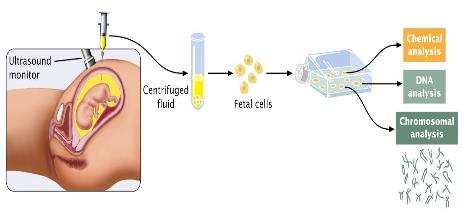 Ultrasound
monitor
Centrifuged
fluid
Fetal cells
Chemical
analysis
DNA
analysis
Chromosomal
analysis